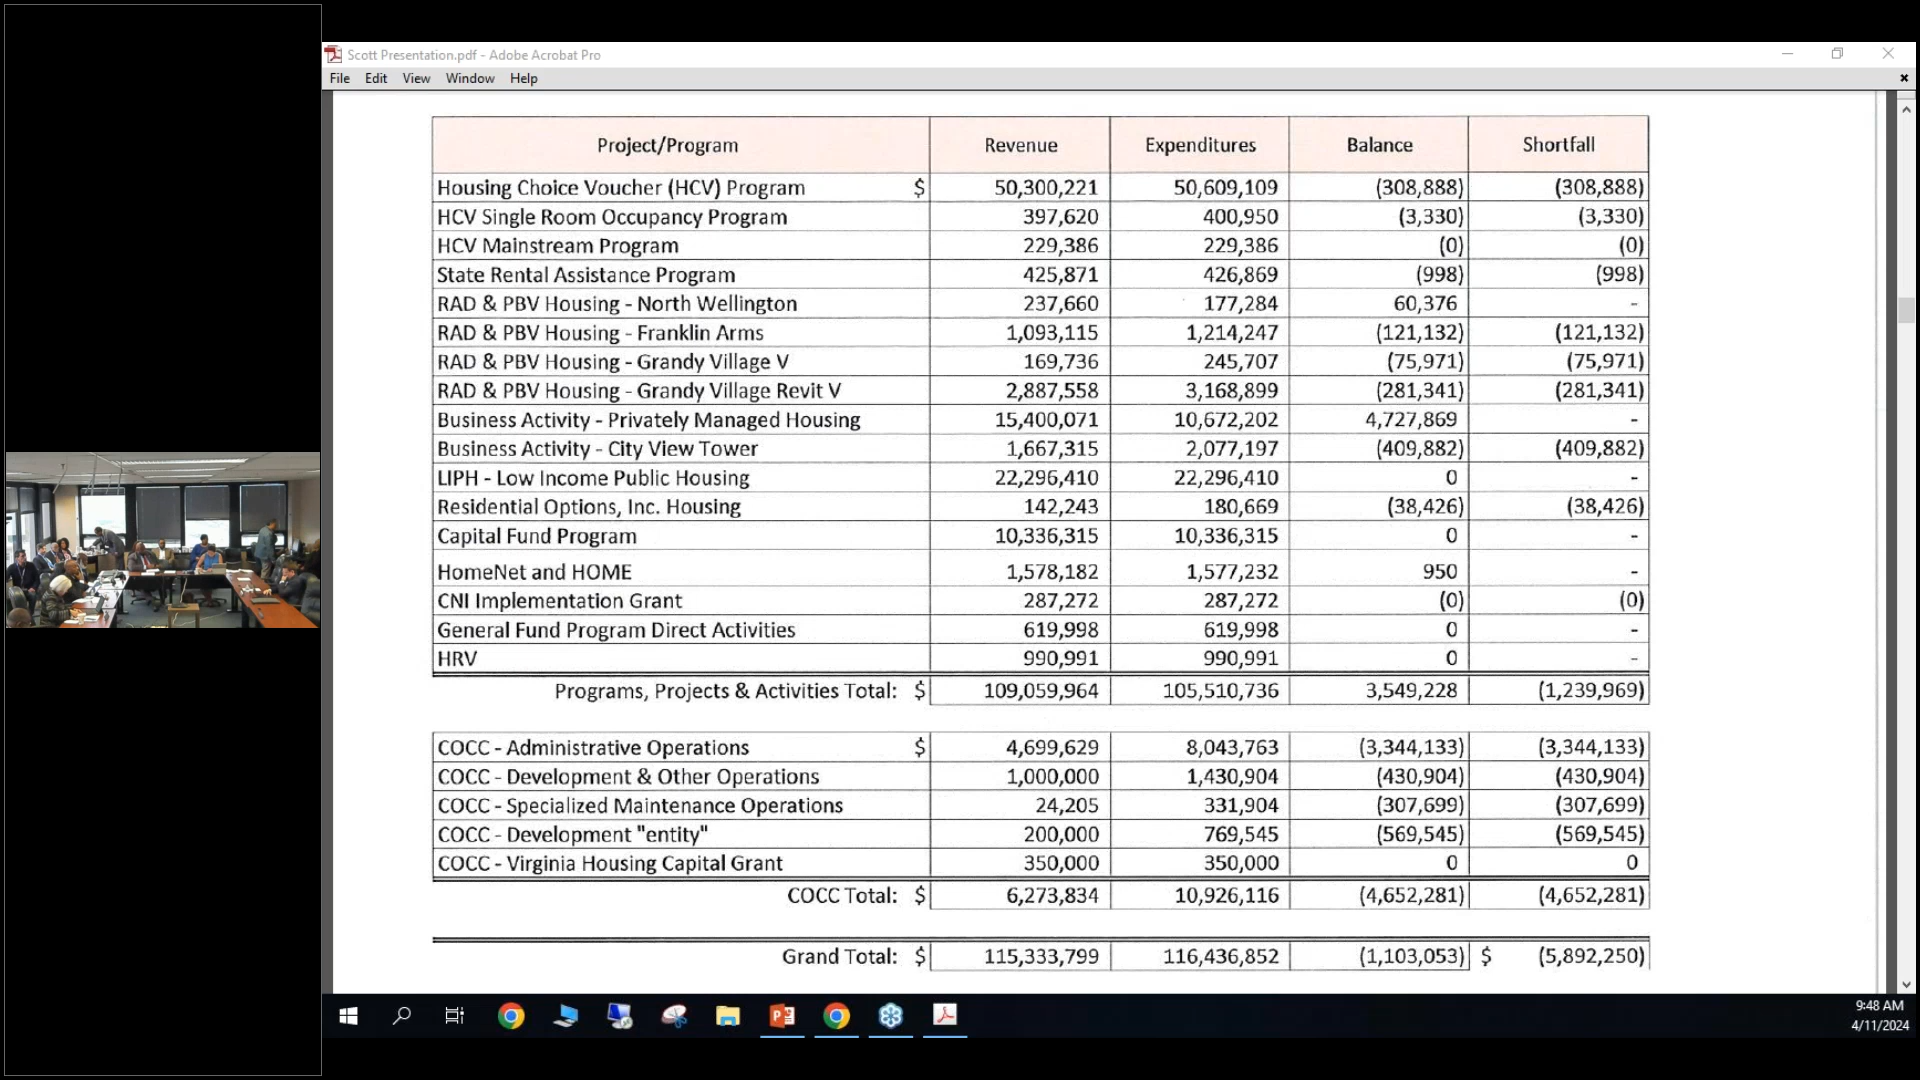 Scott Presentation.pdf - Adobe Acrobat Pro
File Edit View Window Help
Project/Program Revenue Expenditures Balance Shortfall
Housing Choice Voucher (HCV) Program $ 50,300,221 50,609,109 (308,888) (308,888)
HCV Single Room Occupancy Program 397,620 400,950 (3,330) (3,330)
HCV Mainstream Program 229,386 229,386 (0) (0)
State Rental Assistance Program 425,871 426,869 (998) (998)
RAD & PBV Housing - North Wellington 237,660 177,284 60,376 -
RAD & PBV Housing - Franklin Arms 1,093,115 1,214,247 (121,132) (121,132)
RAD & PBV Housing - Grandy Village V 169,736 245,707 (75,971) (75,971)
RAD & PBV Housing - Grandy Village Revit V 2,887,558 3,168,899 (281,341) (281,341)
Business Activity - Privately Managed Housing 15,400,071 10,672,202 4,727,869 -
Business Activity - City View Tower 1,667,315 2,077,197 (409,882) (409,882)
LIPH - Low Income Public Housing 22,296,410 22,296,410 0 -
Residential Options, Inc. Housing 142,243 180,669 (38,426) (38,426)
Capital Fund Program 10,336,315 10,336,315 0 -
HomeNet and HOME 1,578,182 1,577,232 950 -
CNI Implementation Grant 287,272 287,272 (0) (0)
General Fund Program Direct Activities 619,998 619,998 0 -
HRV 990,991 990,991 0 -
Programs, Projects & Activities Total: $ 109,059,964 105,510,736 3,549,228 (1,239,969)
COCC - Administrative Operations $ 4,699,629 8,043,763 (3,344,133) (3,344,133)
COCC - Development & Other Operations 1,000,000 1,430,904 (430,904) (430,904)
COCC - Specialized Maintenance Operations 24,205 331,904 (307,699) (307,699)
COCC - Development "entity" 200,000 769,545 (569,545) (569,545)
COCC - Virginia Housing Capital Grant 350,000 350,000 0 0
COCC Total: $ 6,273,834 10,926,116 (4,652,281) (4,652,281)
Grand Total: $ 115,333,799 116,436,852 (1,103,053) $ (5,892,250)
9:48 AM
4/11/2024